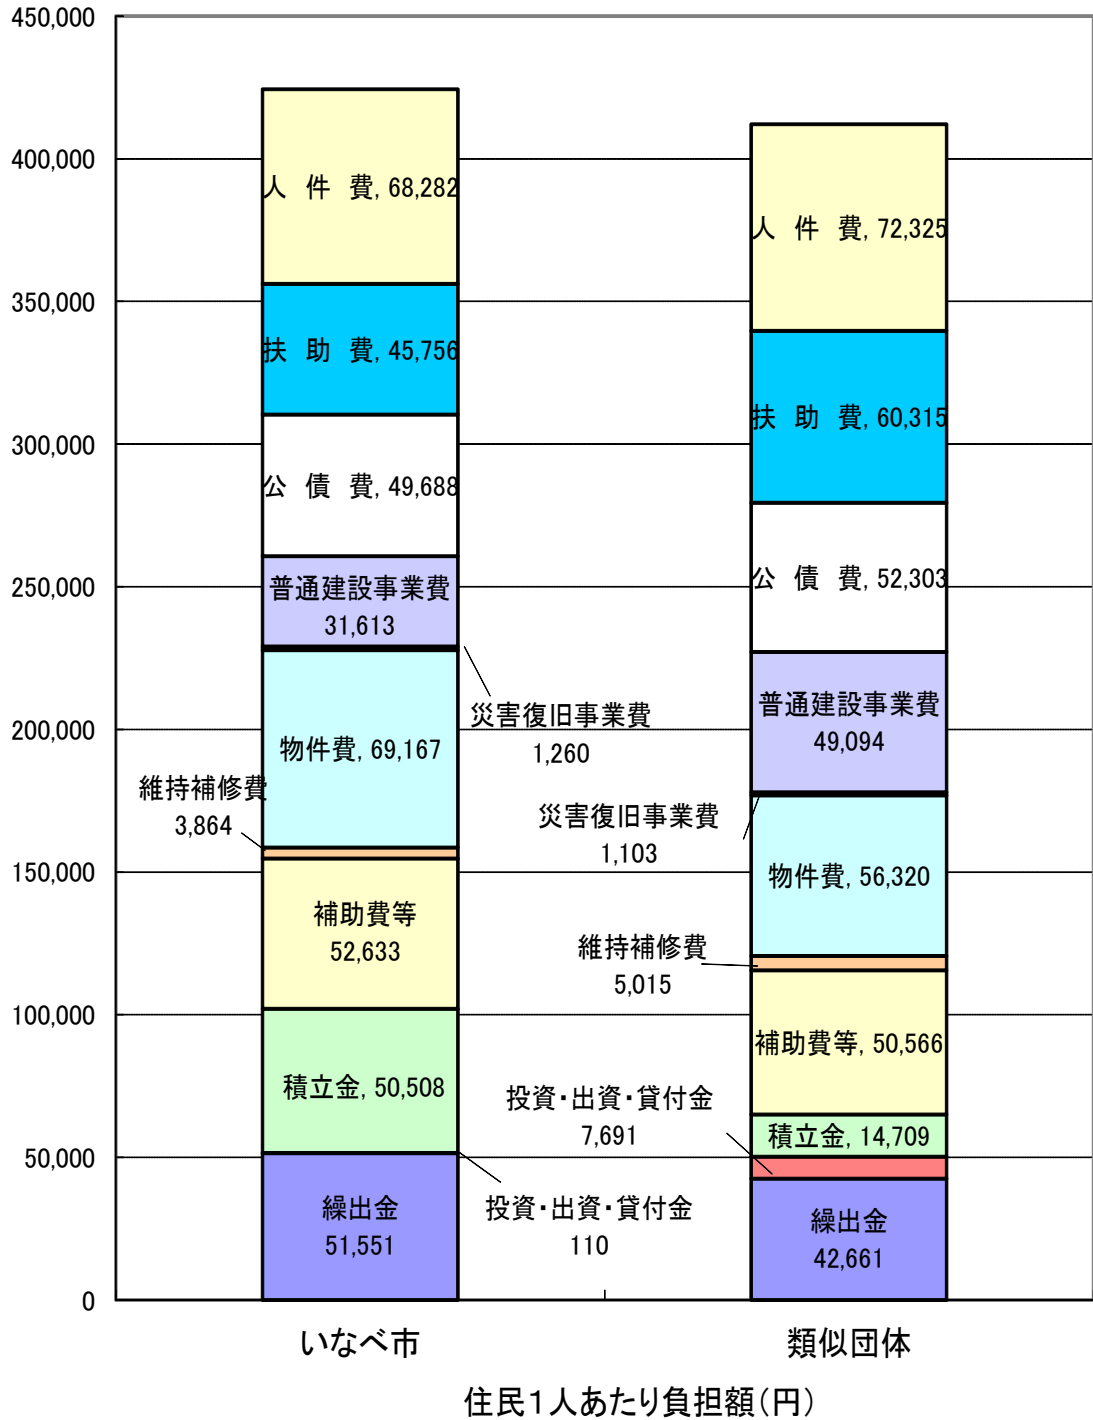 450,000
400,000
350,000
300,000
250,000
200,000
150,000
100,000
50,000
0
人 件 費, 68,282
扶 助 費, 45,756
公 債 費, 49,688
普通建設事業費
31,613
災害復旧事業費
1,260
物件費, 69,167
維持補修費
3,864
補助費等
52,633
積立金, 50,508
投資・出資・貸付金
110
繰出金
51,551
人 件 費, 72,325
扶 助 費, 60,315
公 債 費, 52,303
普通建設事業費
49,094
災害復旧事業費
1,103
物件費, 56,320
維持補修費
5,015
補助費等, 50,566
積立金, 14,709
投資・出資・貸付金
7,691
繰出金
42,661
いなべ市
類似団体
住民１人あたり負担額（円）